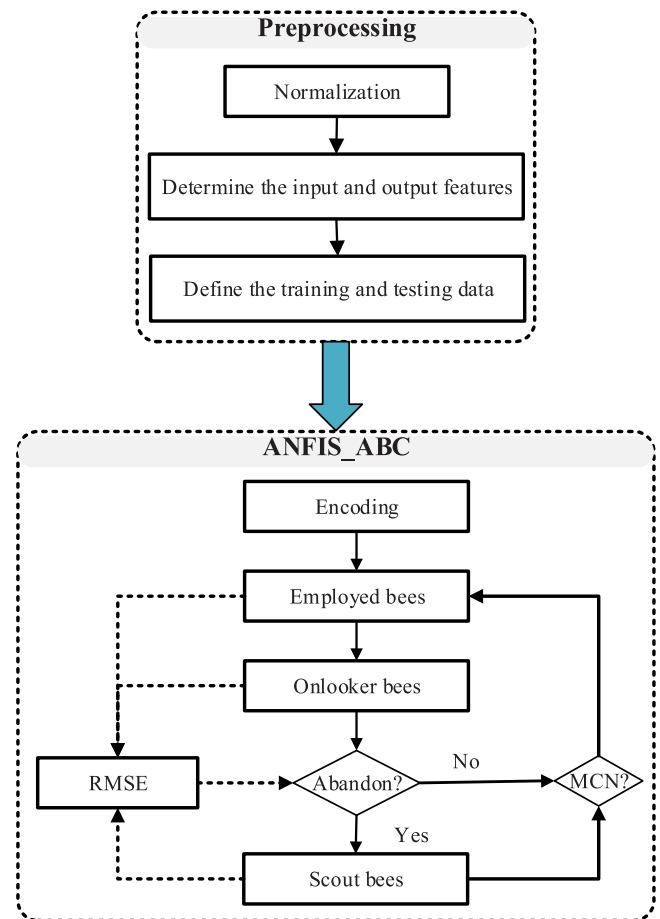 Preprocessing
Normalization
Determine the input and output features
Define the training and testing data
ANFIS_ABC
Encoding
Employed bees
Onlooker bees
RMSE
Abandon?
No
MCN?
Yes
Scout bees